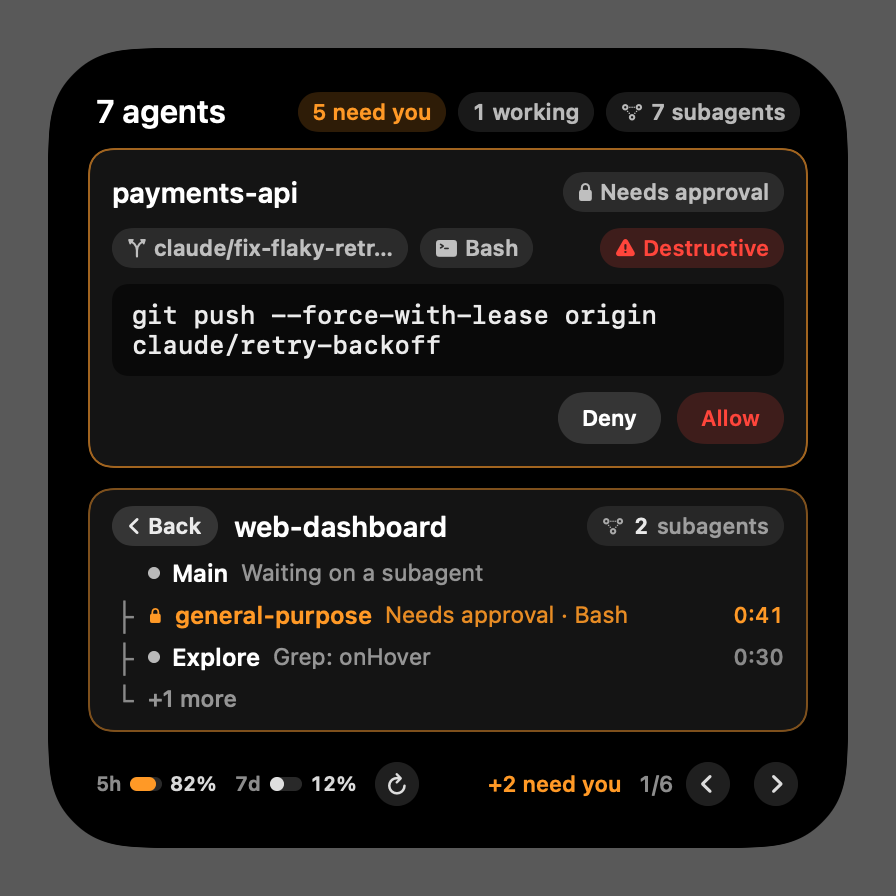 7 agents 5 need you 1 working 7 subagents
payments-api Needs approval
claude/fix-flaky-retr... Bash Destructive
git push --force-with-lease origin
claude/retry-backoff
Deny Allow
Back web-dashboard 2 subagents
Main Waiting on a subagent
general-purpose Needs approval · Bash 0:41
Explore Grep: onHover 0:30
+1 more
5h 82% 7d 12% +2 need you 1/6